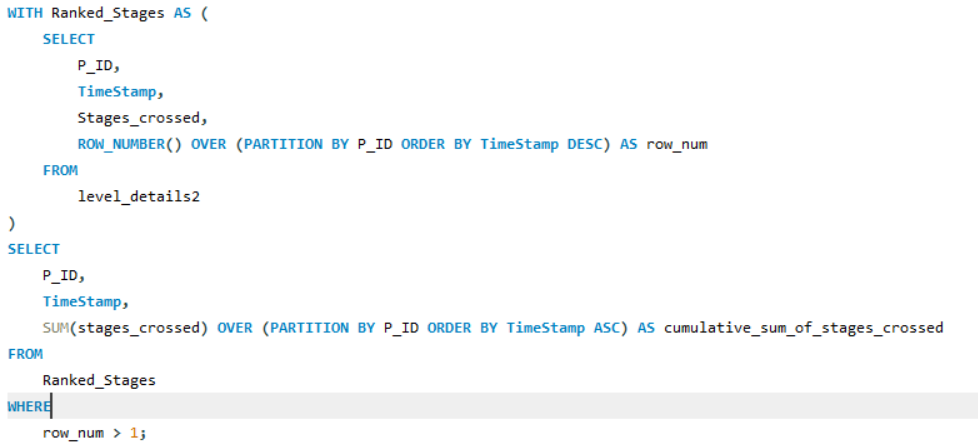 WITH Ranked_Stages AS (
    SELECT
        P_ID,
        TimeStamp,
        Stages_crossed,
        ROW_NUMBER() OVER (PARTITION BY P_ID ORDER BY TimeStamp DESC) AS row_num
    FROM
        level_details2
)
SELECT
    P_ID,
    TimeStamp,
    SUM(stages_crossed) OVER (PARTITION BY P_ID ORDER BY TimeStamp ASC) AS cumulative_sum_of_stages_crossed
FROM
    Ranked_Stages
WHERE
    row_num > 1;